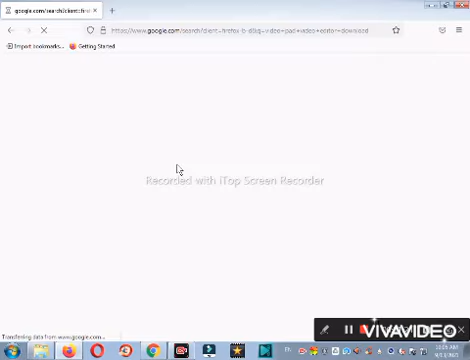 google.com/search?client=firef
https://www.google.com/search?client=firefox-b-d&q=video+pad+video+editor+download
Import bookmarks... Getting Started
Recorded with iTop Screen Recorder
Transferring data from www.google.com...
VIVAVIDEO
EN